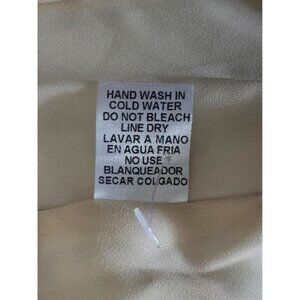 HAND WASH IN
COLD WATER
DO NOT BLEACH
LINE DRY
LAVAR A MANO
EN AGUA FRIA
NO USE
BLANQUEADOR
SECAR COLGADO